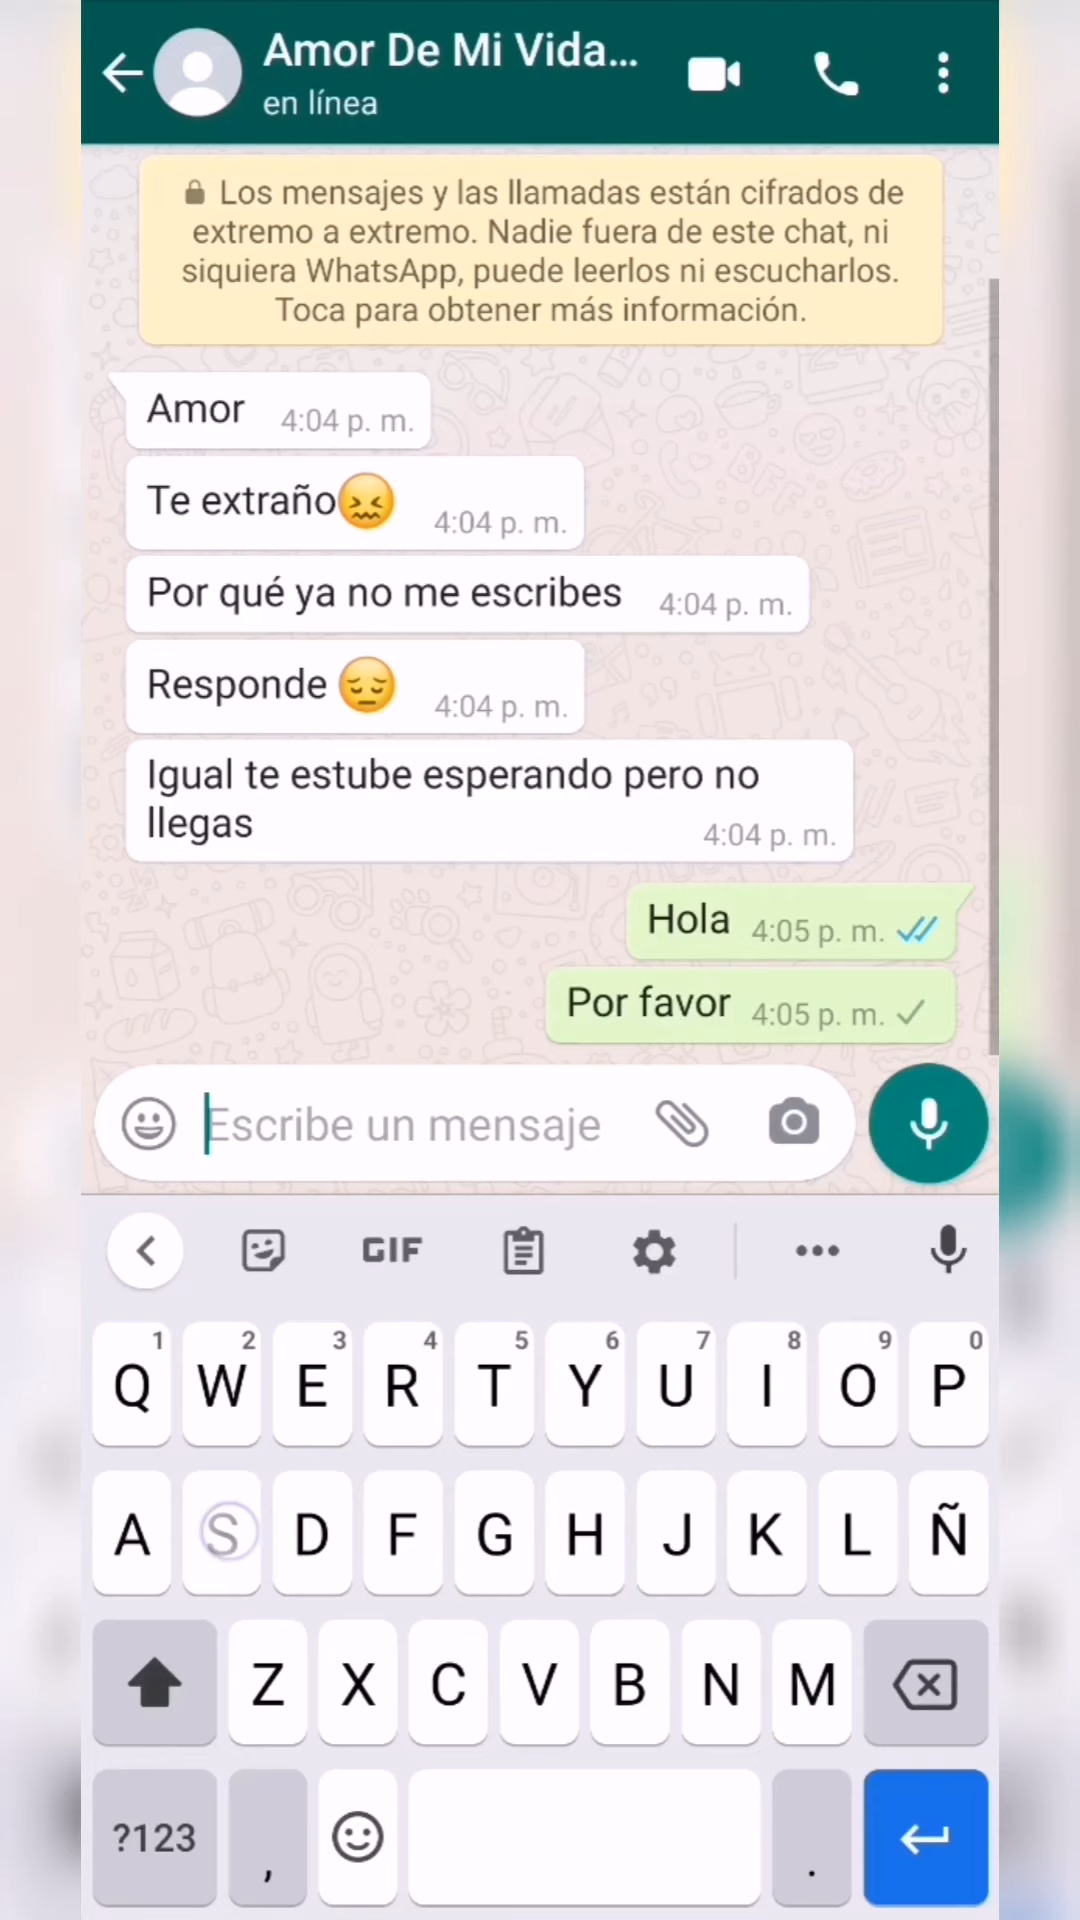 Amor De Mi Vida...
en línea
Los mensajes y las llamadas están cifrados de
extremo a extremo. Nadie fuera de este chat, ni
siquiera WhatsApp, puede leerlos ni escucharlos.
Toca para obtener más información.
Amor 4:04 p. m.
Te extraño😖 4:04 p. m.
Por qué ya no me escribes 4:04 p. m.
Responde 😔 4:04 p. m.
Igual te estube esperando pero no
llegas 4:04 p. m.
Hola 4:05 p. m.
Por favor 4:05 p. m.
Escribe un mensaje
GIF
1 2 3 4 5 6 7 8 9 0
Q W E R T Y U I O P
A S D F G H J K L Ñ
Z X C V B N M
?123 , .